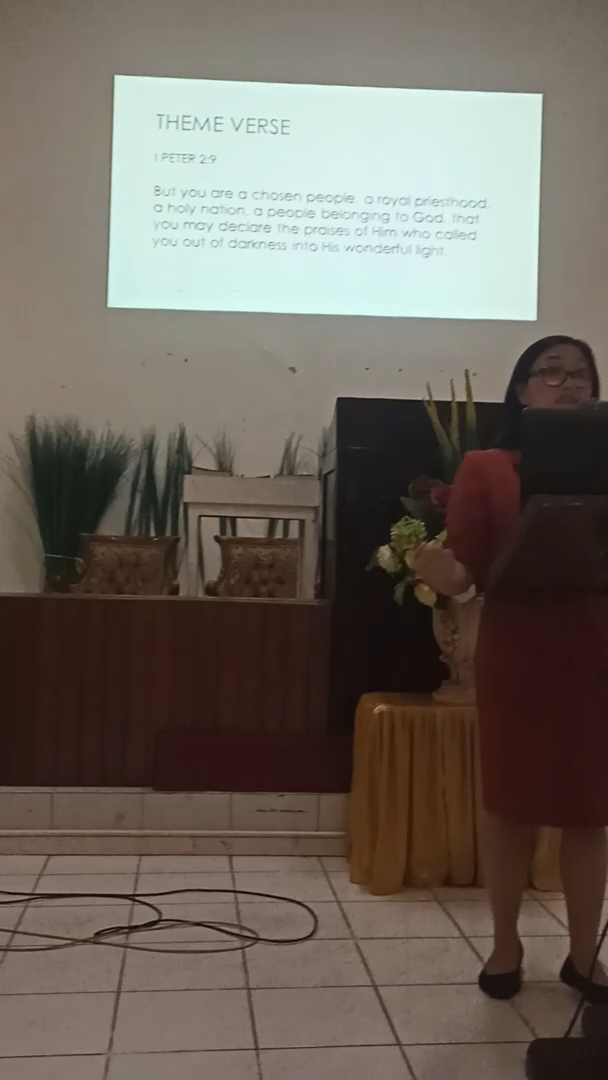 THEME VERSE
1 PETER 2:9
But you are a chosen people, a royal priesthood,
a holy nation, a people belonging to God, that
you may declare the praises of Him who called
you out of darkness into His wonderful light.